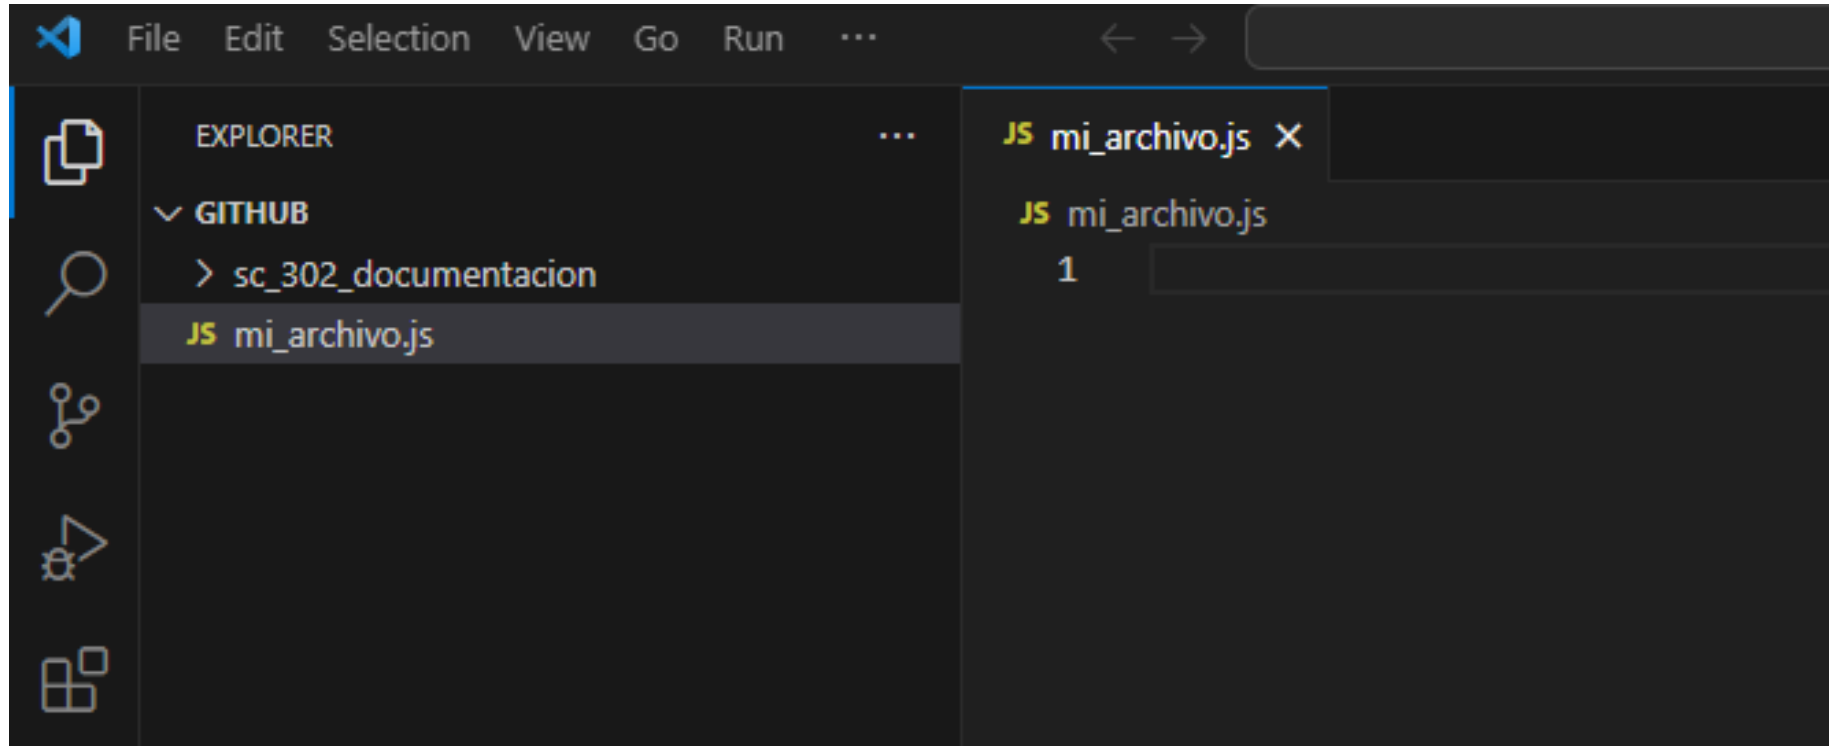 File Edit Selection View Go Run ···
EXPLORER ···
GITHUB
sc_302_documentacion
JS mi_archivo.js
JS mi_archivo.js
JS mi_archivo.js
1